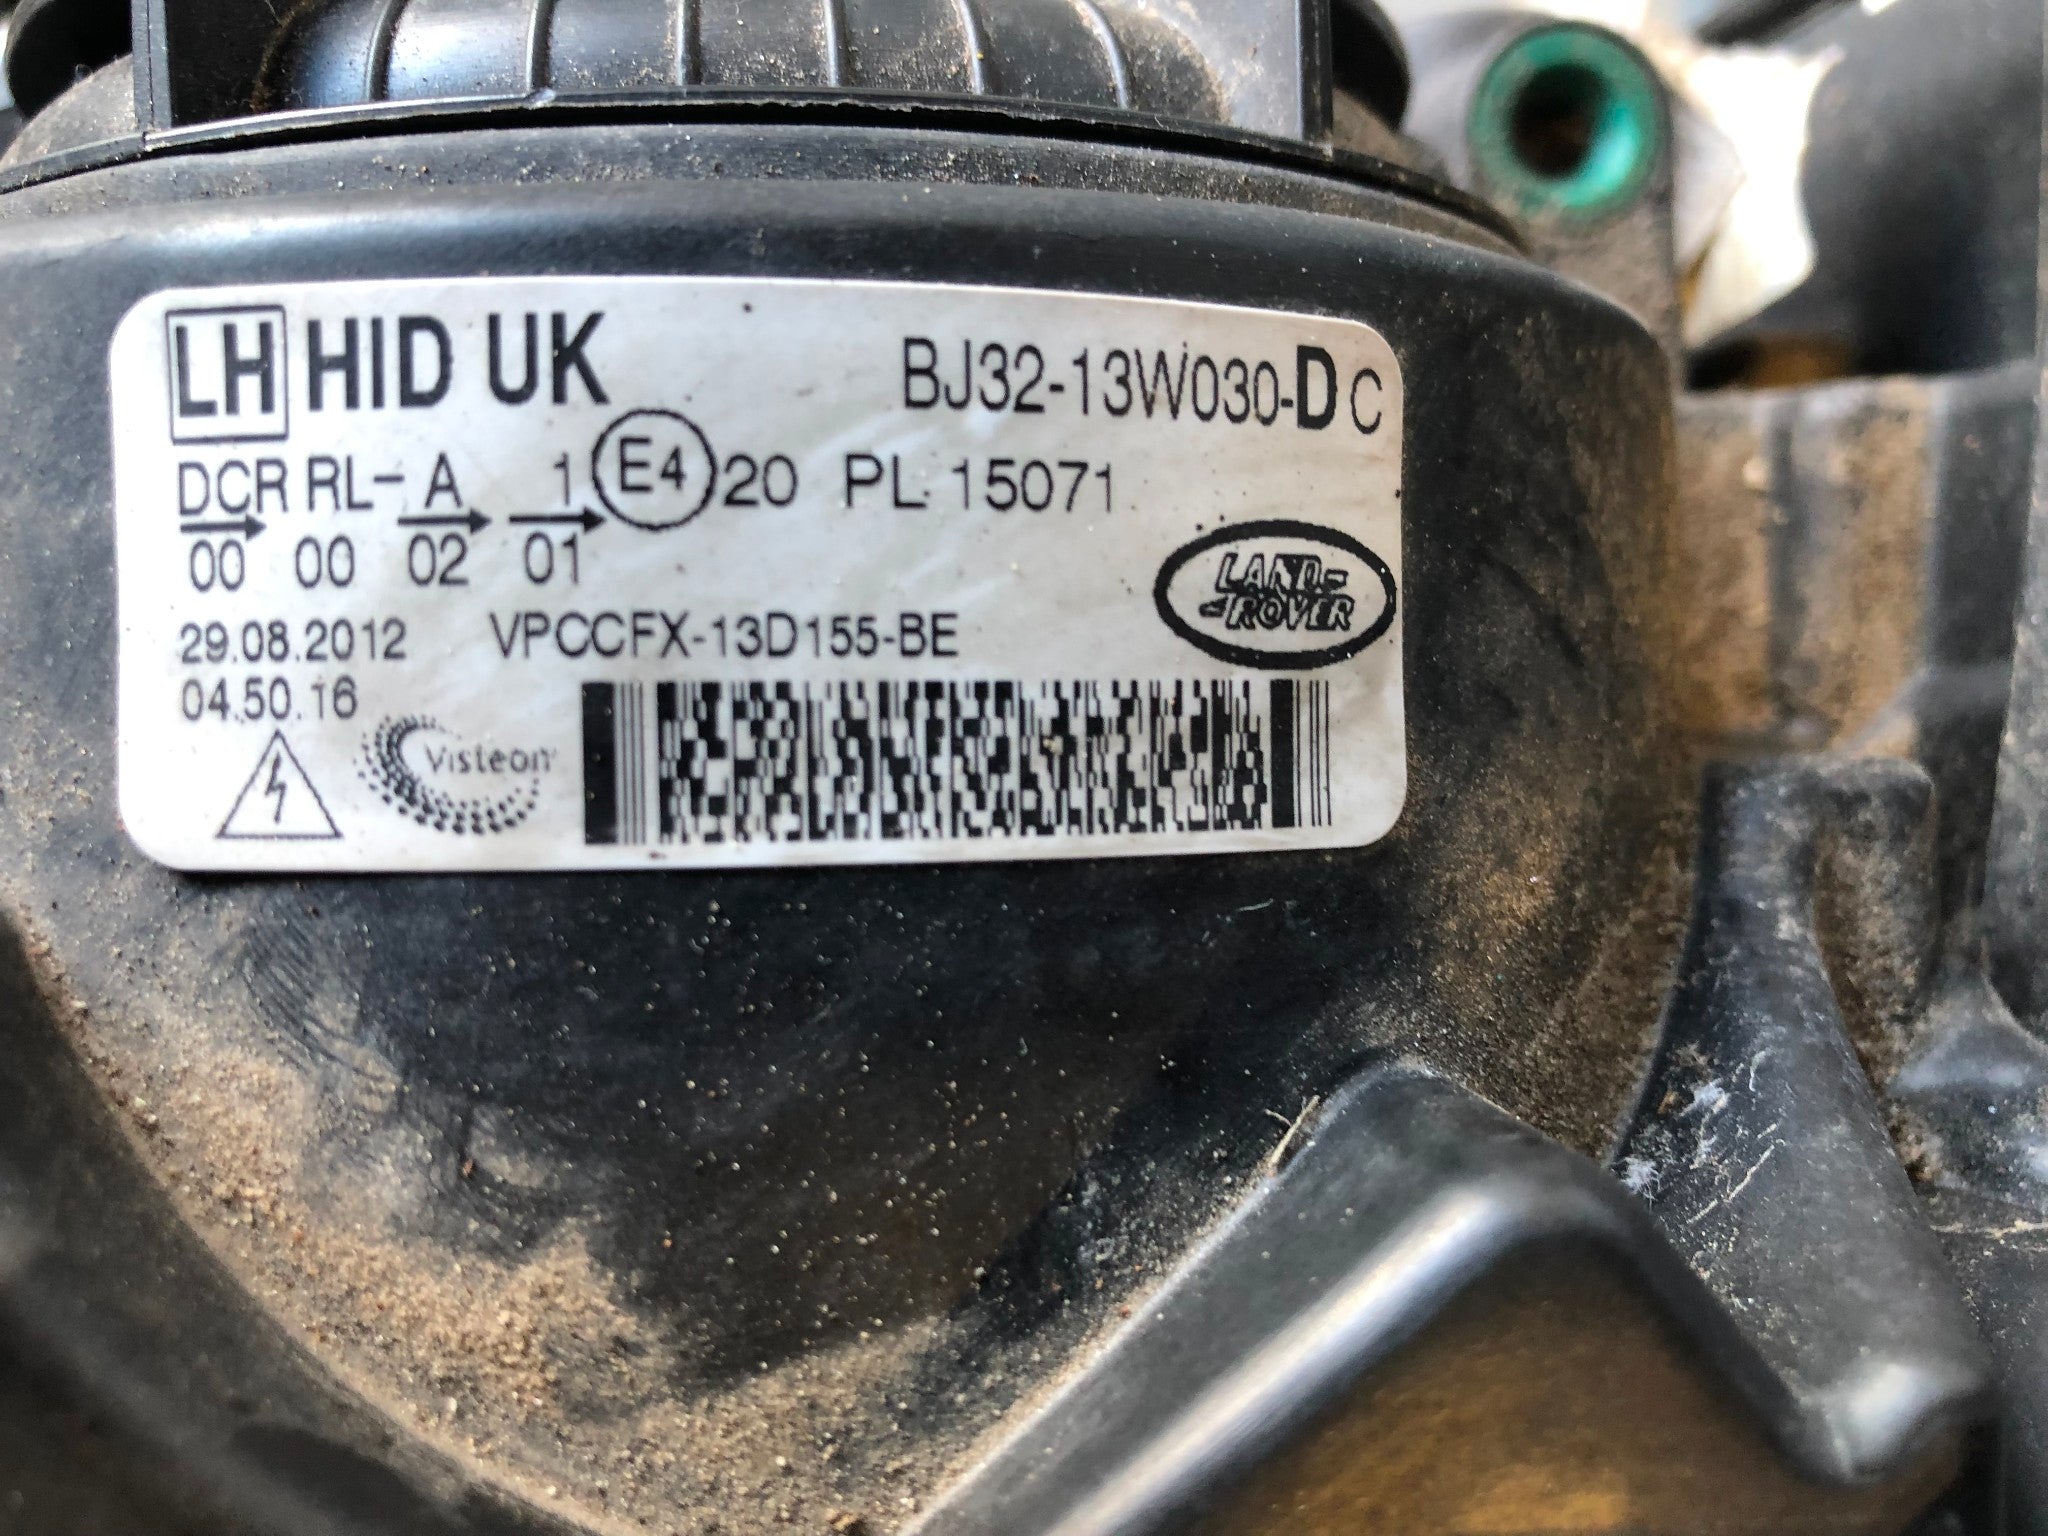 LH HID UK BJ32-13W030-D C
DCR RL- A 1 E4 20 PL 15071
00 00 02 01
LAND-
-ROVER
29.08.2012 VPCCFX-13D155-BE
04.50.16
Visteon